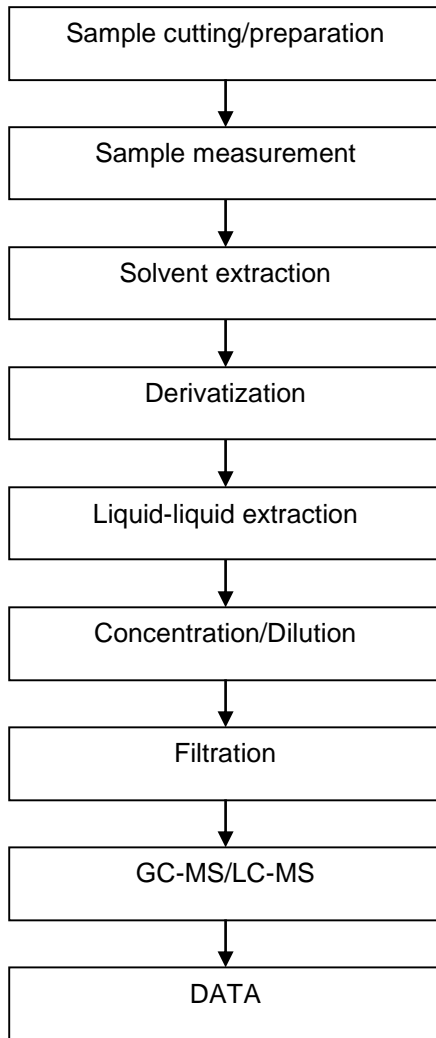 Sample cutting/preparation
Sample measurement
Solvent extraction
Derivatization
Liquid-liquid extraction
Concentration/Dilution
Filtration
GC-MS/LC-MS
DATA